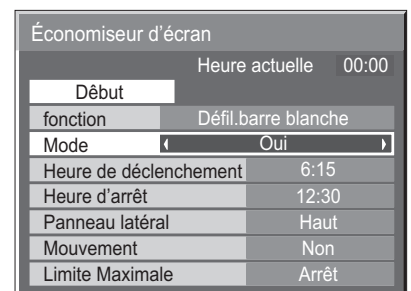 Économiseur d'écran
Heure actuelle 00:00
Dêbut
fonction Défil.barre blanche
Mode Oui
Heure de déclenchement 6:15
Heure d'arrêt 12:30
Panneau latéral Haut
Mouvement Non
Limite Maximale Arrêt